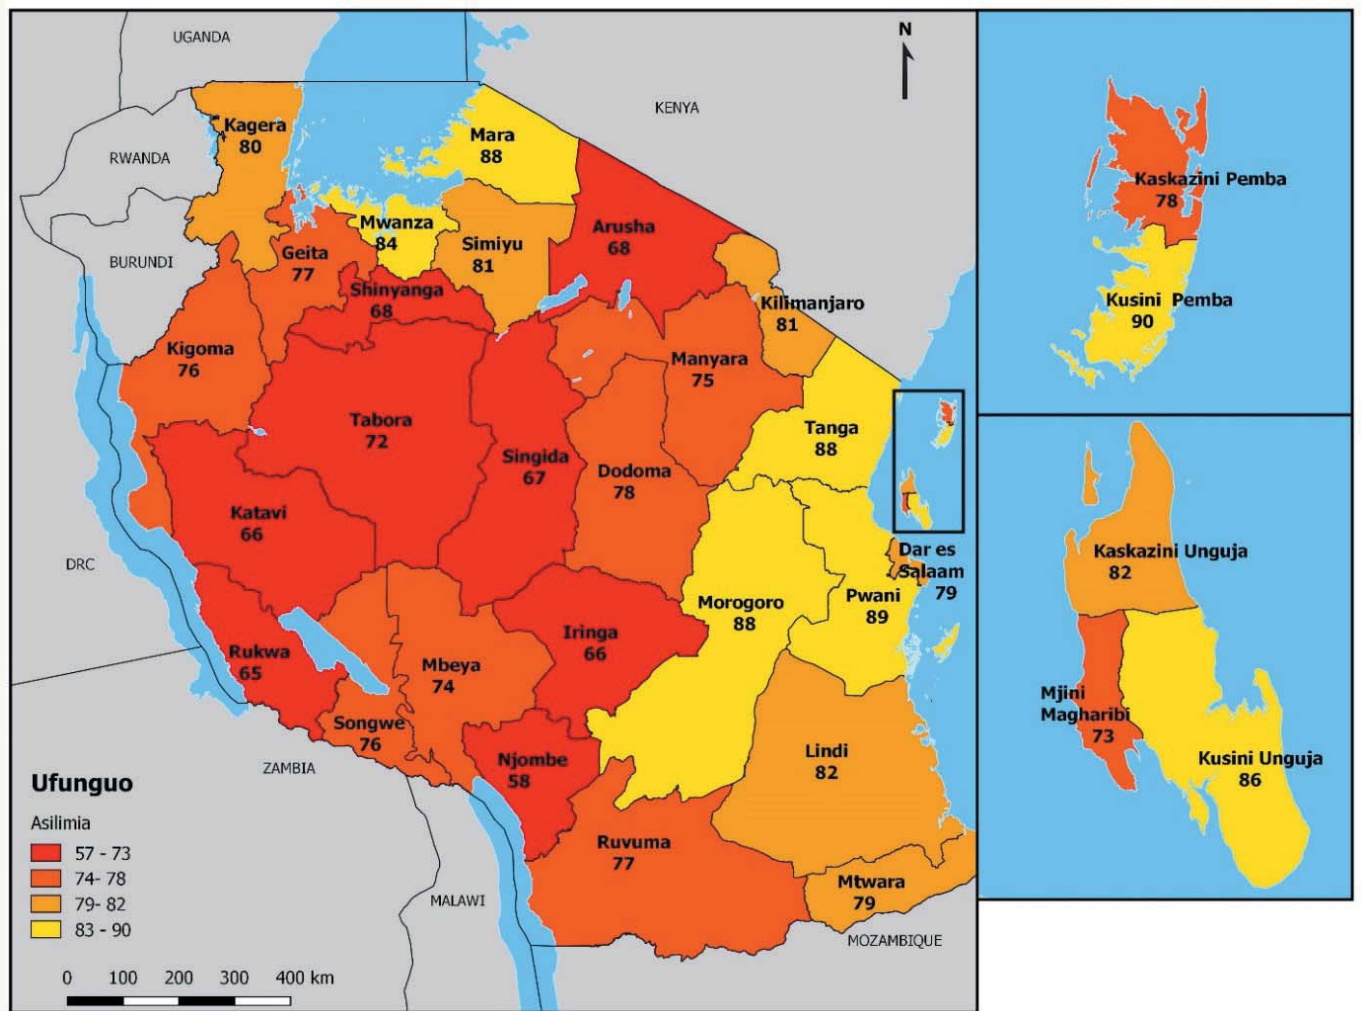 UGANDA
N
KENYA
RWANDA
BURUNDI
DRC
ZAMBIA
MALAWI
MOZAMBIQUE
Kagera
80
Mara
88
Mwanza
84
Simiyu
81
Arusha
68
Geita
77
Shinyanga
68
Kilimanjaro
81
Kigoma
76
Manyara
75
Tabora
72
Singida
67
Dodoma
78
Tanga
88
Katavi
66
Dar es
Salaam
79
Morogoro
88
Pwani
89
Rukwa
65
Iringa
66
Mbeya
74
Songwe
76
Njombe
58
Lindi
82
Ruvuma
77
Mtwara
79
Kaskazini Pemba
78
Kusini Pemba
90
Kaskazini Unguja
82
Mjini
Magharibi
73
Kusini Unguja
86
Ufunguo
Asilimia
57 - 73
74- 78
79- 82
83 - 90
0 100 200 300 400 km